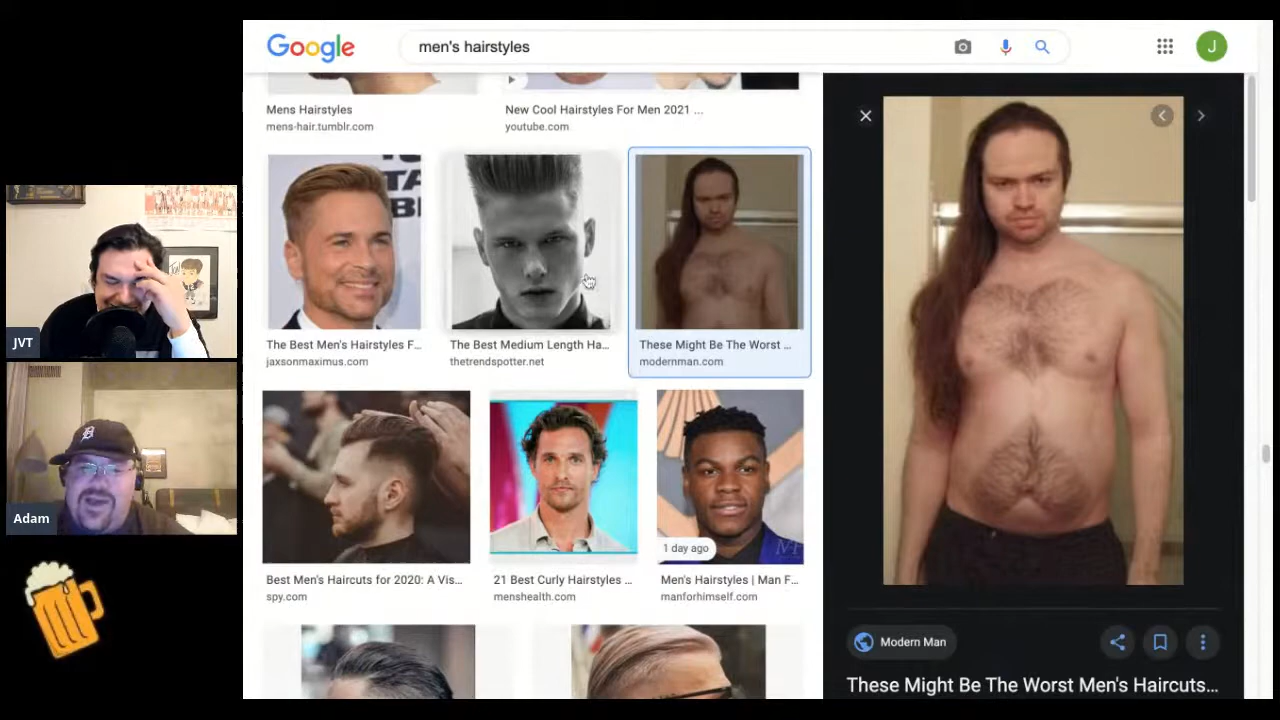 Google
men's hairstyles
J
Mens Hairstyles
mens-hair.tumblr.com
New Cool Hairstyles For Men 2021 ...
youtube.com
The Best Men's Hairstyles F...
jaxsonmaximus.com
The Best Medium Length Ha...
thetrendspotter.net
These Might Be The Worst ...
modernman.com
JVT
Adam
1 day ago
Best Men's Haircuts for 2020: A Vis...
spy.com
21 Best Curly Hairstyles ...
menshealth.com
Men's Hairstyles | Man F...
manforhimself.com
Modern Man
These Might Be The Worst Men's Haircuts...